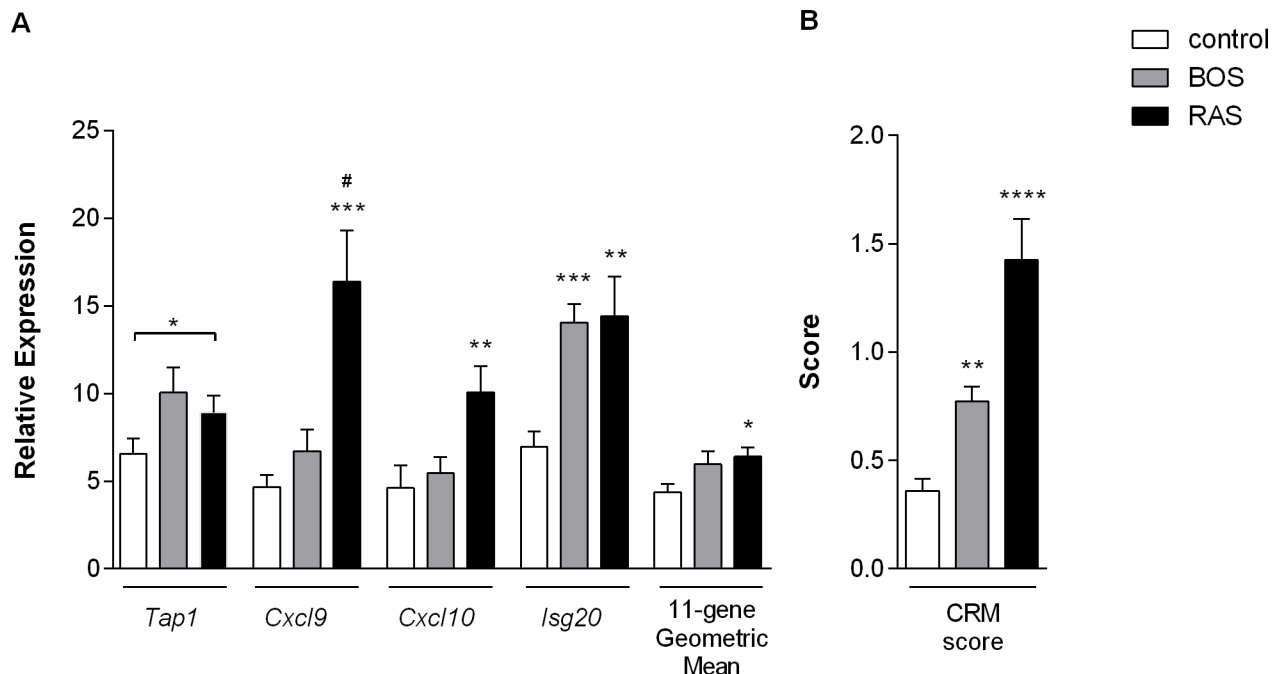 A
B
control
BOS
RAS
Relative Expression
25
20
15
10
5
0
*
#
***
**
***
**
*
Tap1
Cxcl9
Cxcl10
Isg20
11-gene
Geometric
Mean
Score
2.0
1.5
1.0
0.5
0.0
**
****
CRM
score